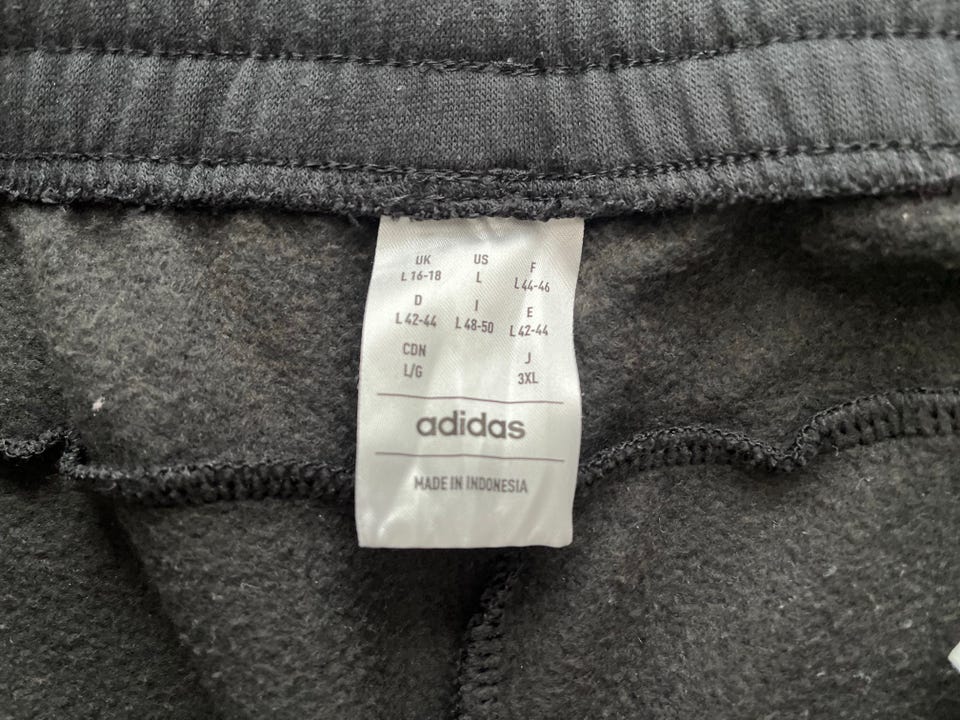 UK US F
L 16-18 L L 44-46
D I E
L 42-44 L 48-50 L 42-44
CDN J
L/G 3XL
adidas
MADE IN INDONESIA